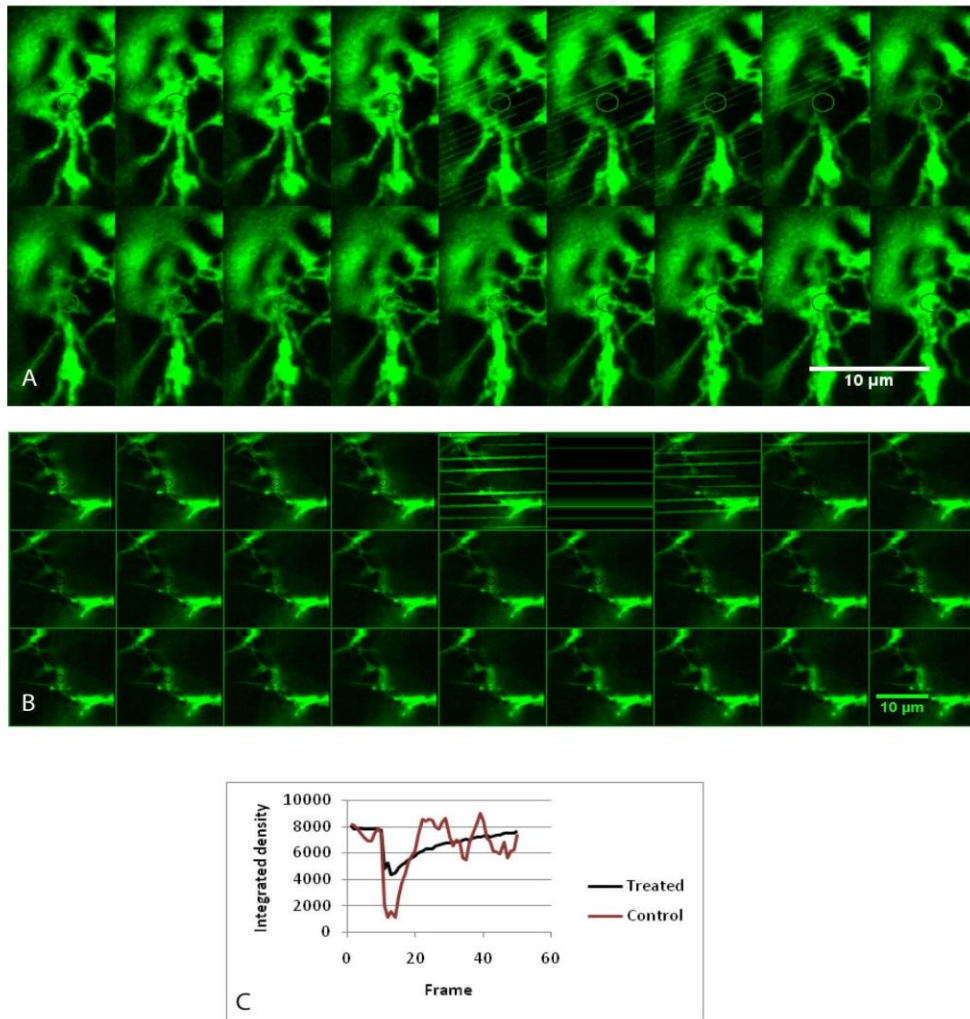 A
10 µm
B
10 µm
10000
8000
6000
4000
2000
0
Integrated density
0 20 40 60
Frame
Treated
Control
C